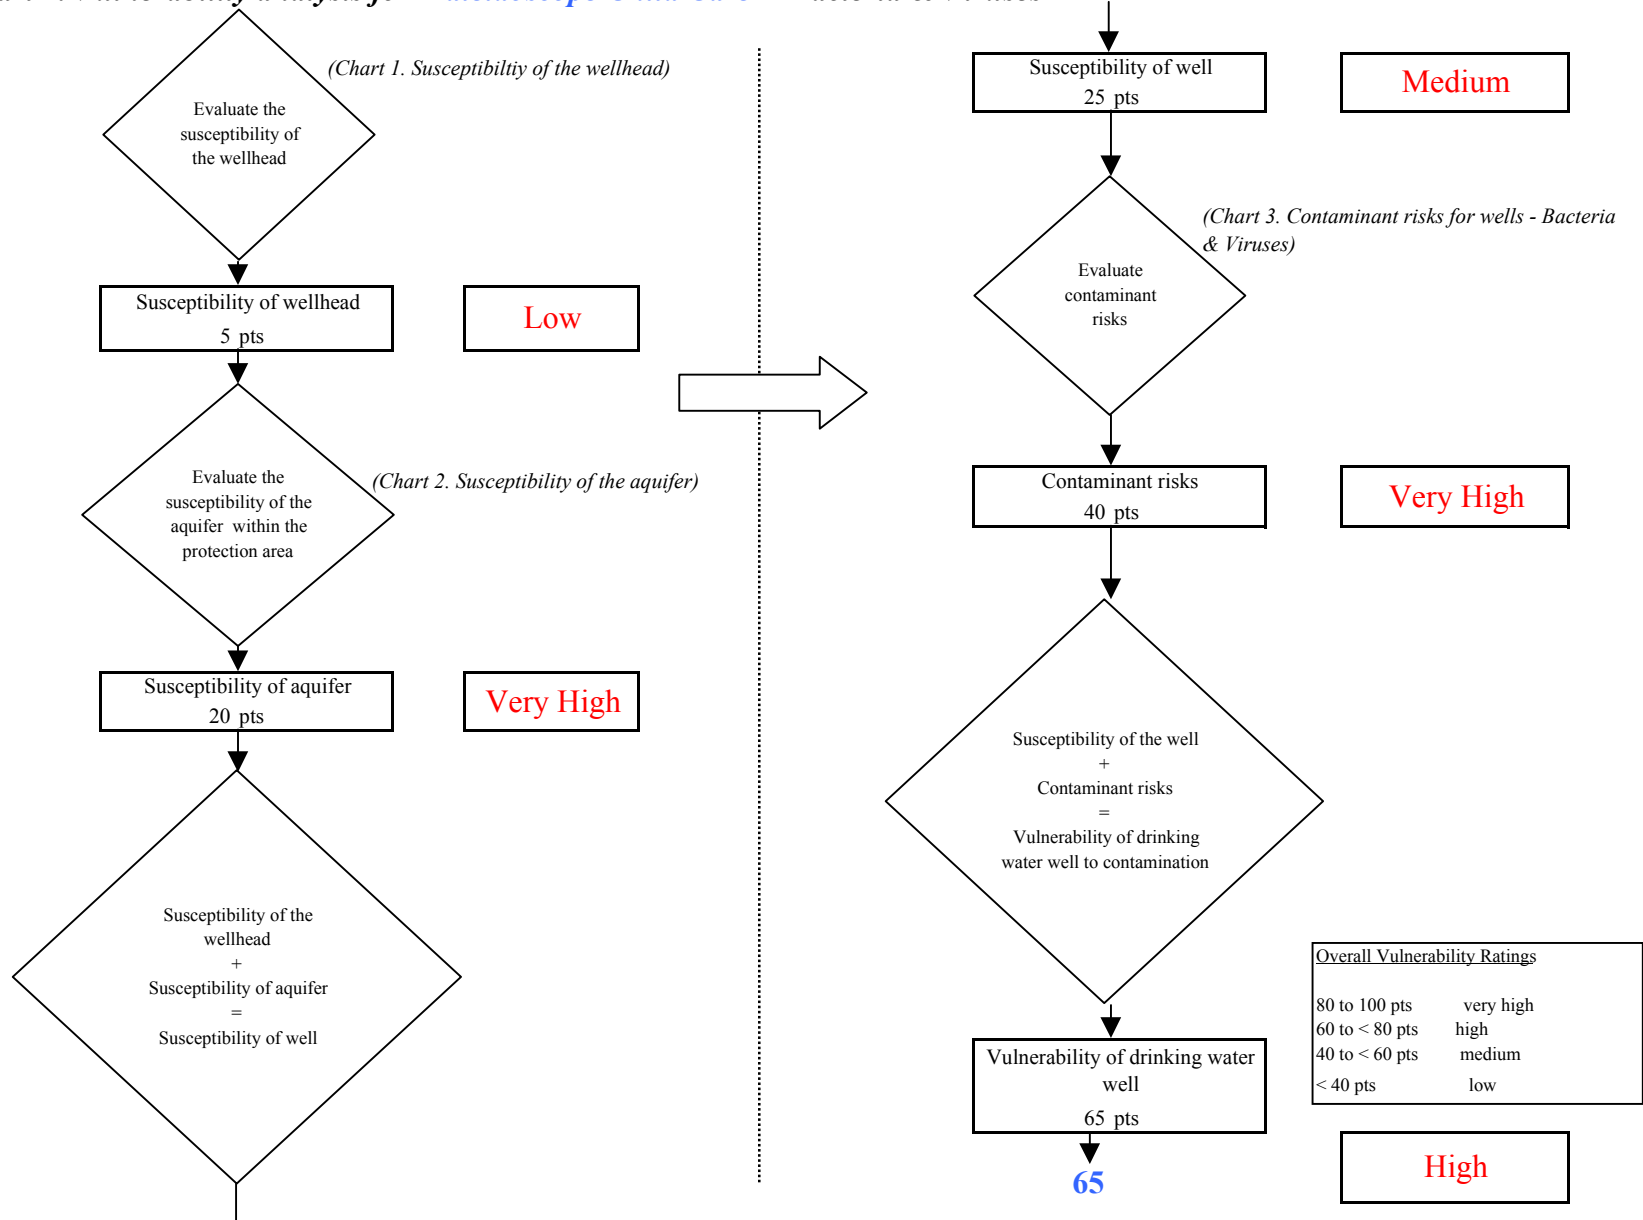 (Chart 1. Susceptibiltiy of the wellhead)
Evaluate the
susceptibility of
the wellhead
Susceptibility of wellhead
5 pts
Low
Evaluate the
susceptibility of the
aquifer within the
protection area
(Chart 2. Susceptibility of the aquifer)
Susceptibility of aquifer
20 pts
Very High
Susceptibility of the
wellhead
+
Susceptibility of aquifer
=
Susceptibility of well
Susceptibility of well
25 pts
Medium
(Chart 3. Contaminant risks for wells - Bacteria
& Viruses)
Evaluate
contaminant
risks
Contaminant risks
40 pts
Very High
Susceptibility of the well
+
Contaminant risks
=
Vulnerability of drinking
water well to contamination
Overall Vulnerability Ratings
80 to 100 pts very high
60 to < 80 pts high
40 to < 60 pts medium
< 40 pts low
Vulnerability of drinking water
well
65 pts
65
High